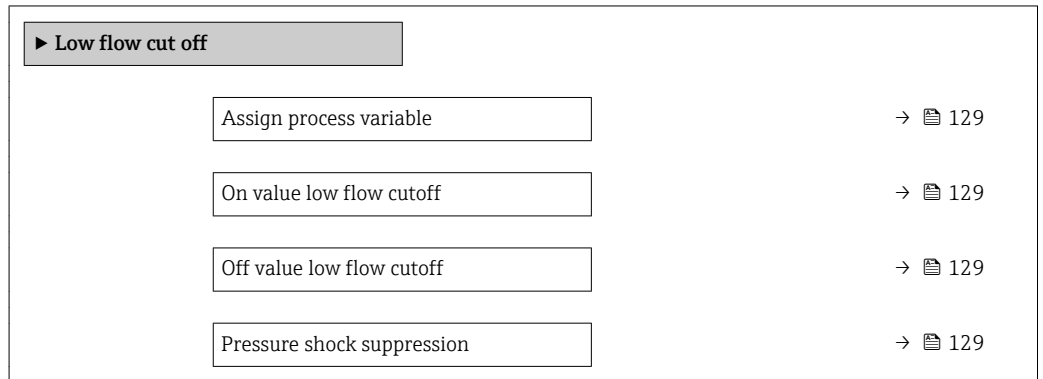 ▶ Low flow cut off
Assign process variable → 129
On value low flow cutoff → 129
Off value low flow cutoff → 129
Pressure shock suppression → 129